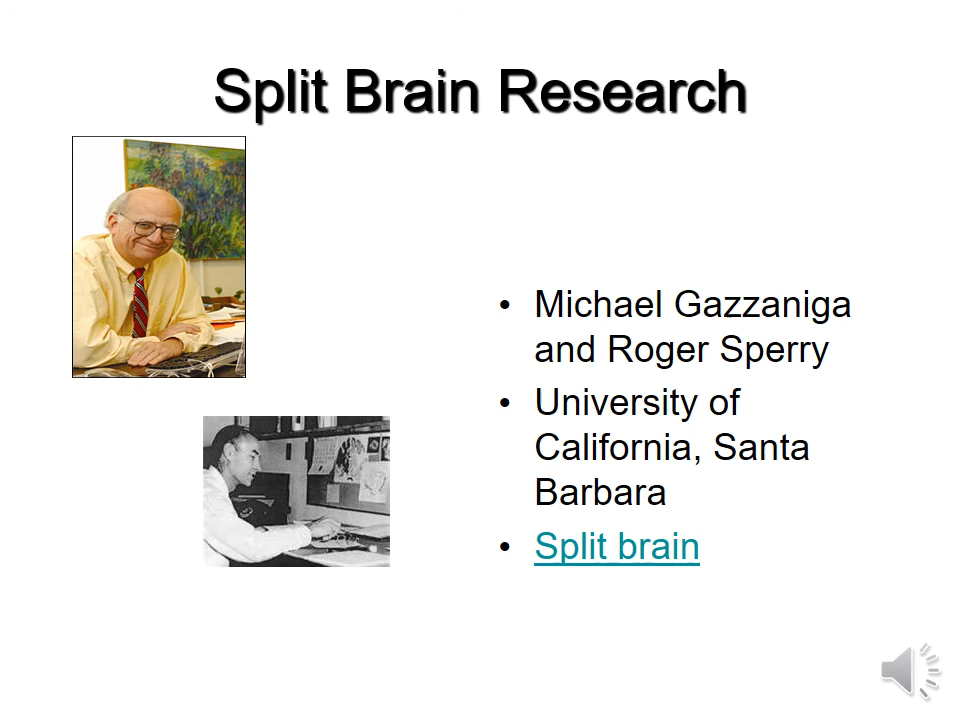 Split Brain Research
• Michael Gazzaniga
and Roger Sperry
• University of
California, Santa
Barbara
• Split brain